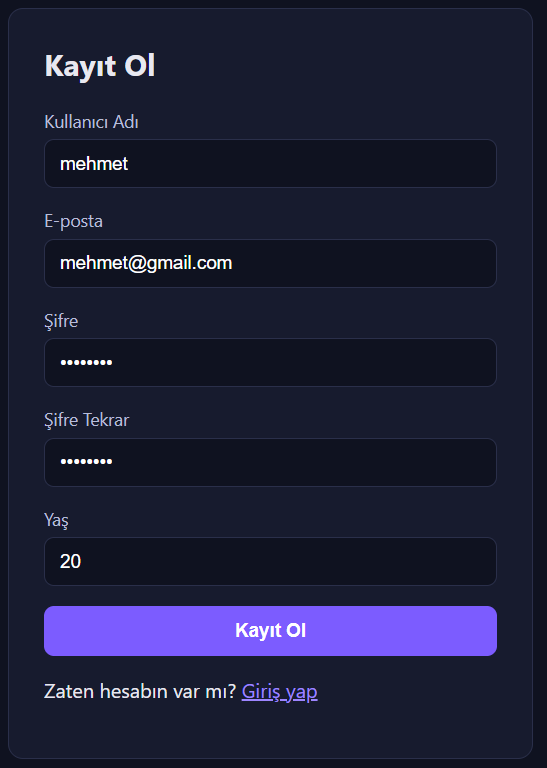 Kayıt Ol
Kullanıcı Adı
mehmet
E-posta
mehmet@gmail.com
Şifre
••••••••
Şifre Tekrar
••••••••
Yaş
20
Kayıt Ol
Zaten hesabın var mı? Giriş yap